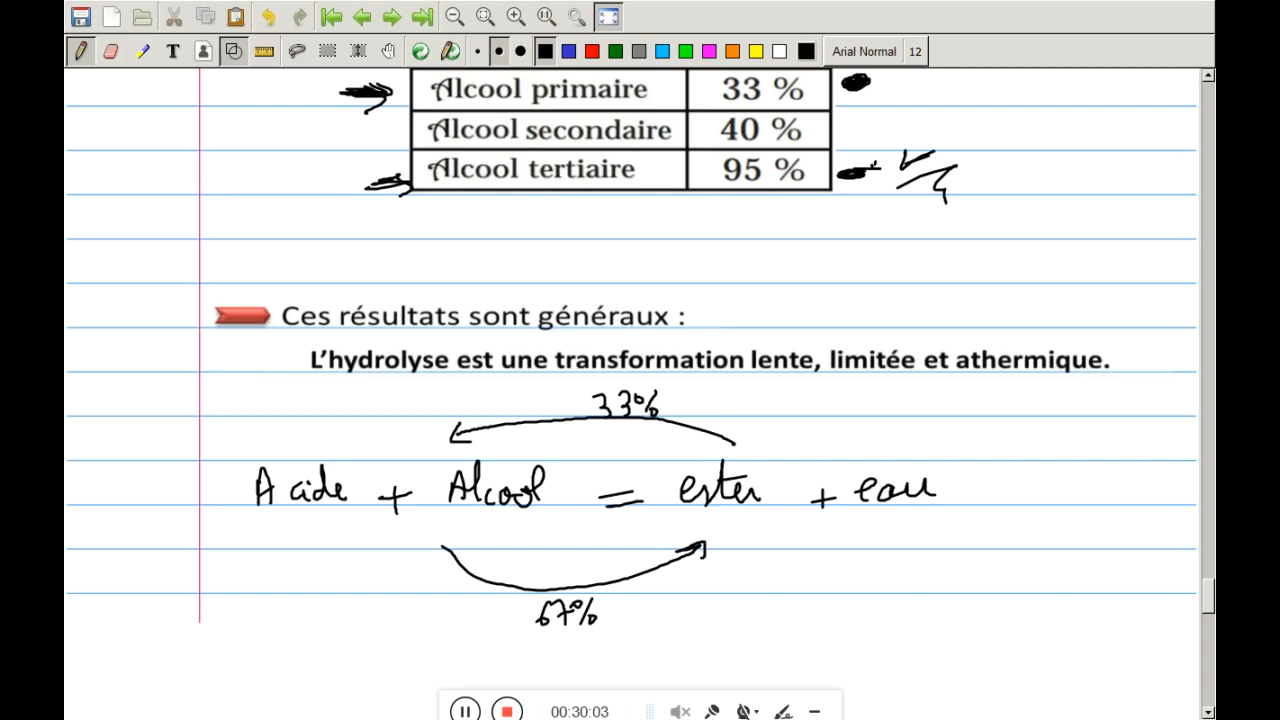 Arial Normal 12
Alcool primaire 33 %
Alcool secondaire 40 %
Alcool tertiaire 95 %
Ces résultats sont généraux :
L'hydrolyse est une transformation lente, limitée et athermique.
33%
Acide + Alcool = ester + eau
67%
00:30:03